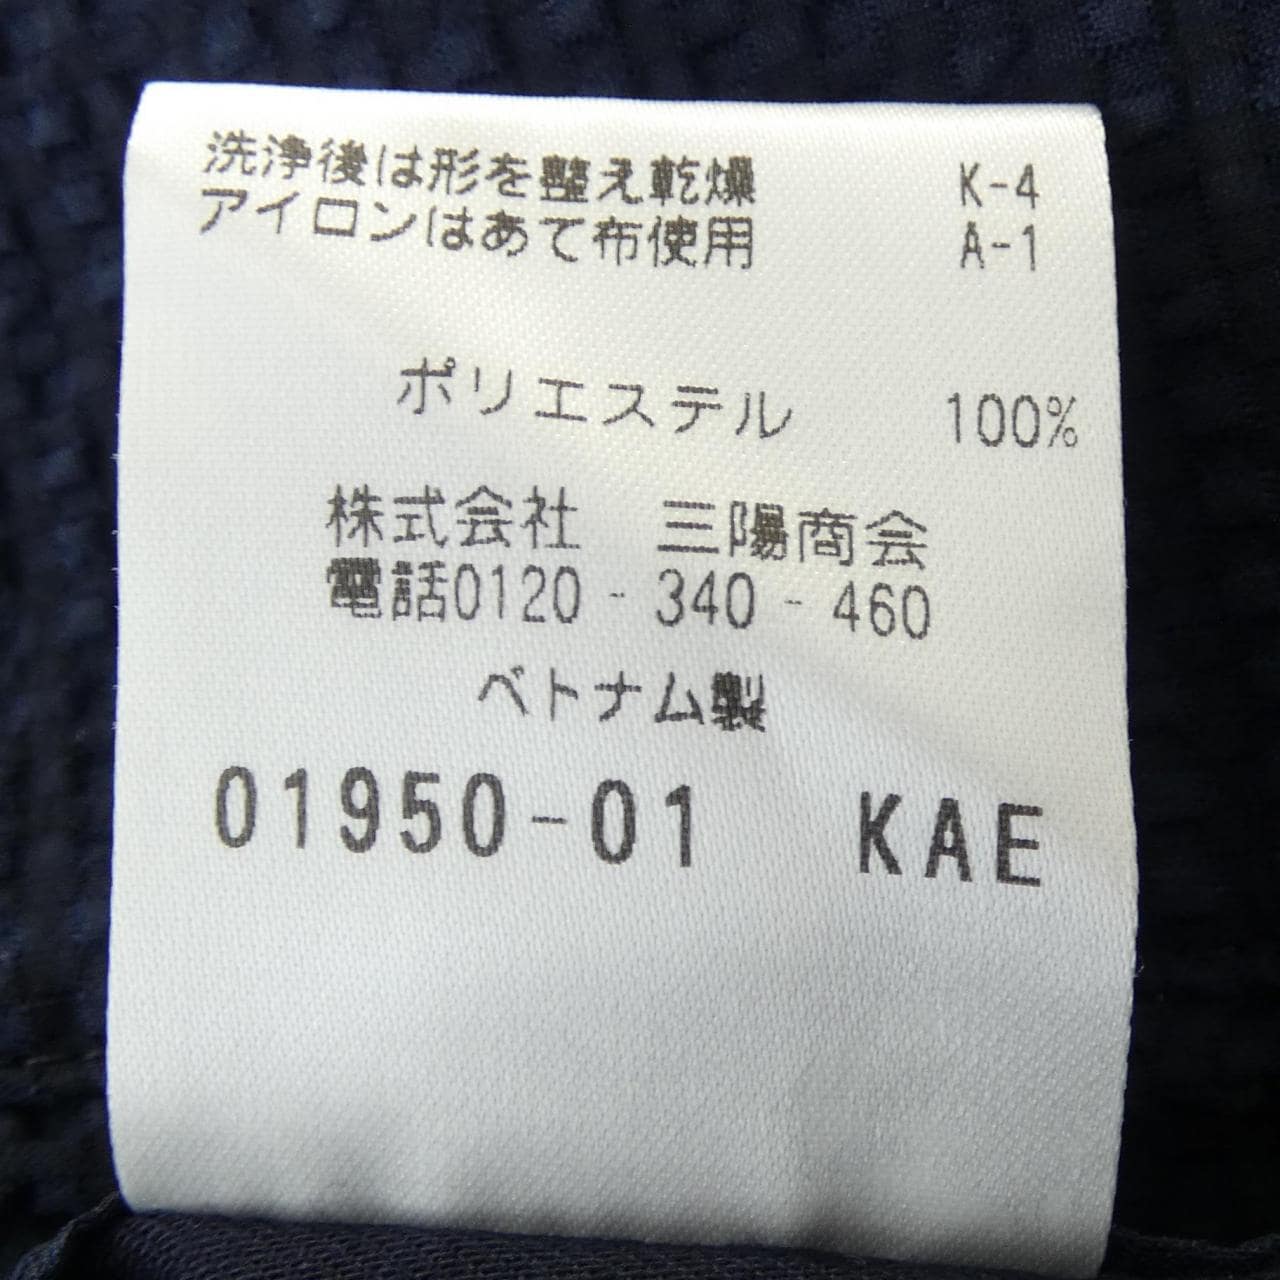 洗浄後は形を整え乾燥 K-4
アイロンはあて布使用 A-1
ポリエステル 100%
株式会社 三陽商会
電話0120-340-460
ベトナム製
01950-01 KAE